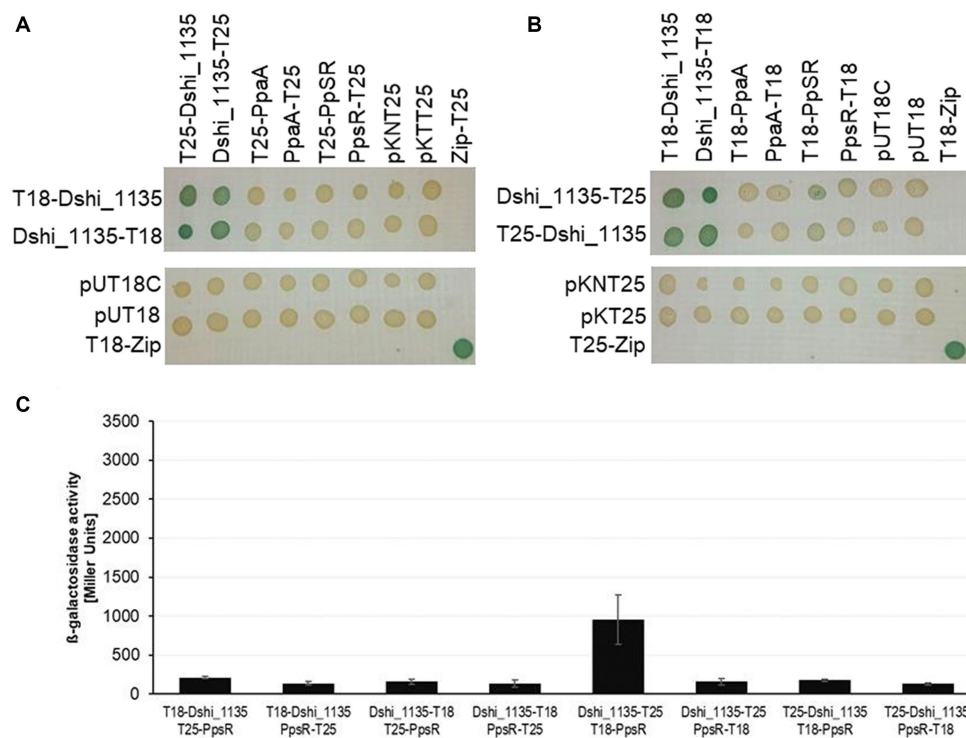 A
T25-Dshi_1135
Dshi_1135-T25
T25-PpaA
PpaA-T25
T25-PpSR
PpsR-T25
pKNT25
pKTT25
Zip-T25
T18-Dshi_1135
Dshi_1135-T18
pUT18C
pUT18
T18-Zip
B
T18-Dshi_1135
Dshi_1135-T18
T18-PpaA
PpaA-T18
T18-PpSR
PpsR-T18
pUT18C
pUT18
T18-Zip
Dshi_1135-T25
T25-Dshi_1135
pKNT25
pKT25
T25-Zip
C
ß-galactosidase activity
[Miller Units]
3500
3000
2500
2000
1500
1000
500
0
T18-Dshi_1135
T25-PpsR
T18-Dshi_1135
PpsR-T25
Dshi_1135-T18
T25-PpsR
Dshi_1135-T18
PpsR-T25
Dshi_1135-T25
T18-PpsR
Dshi_1135-T25
PpsR-T18
T25-Dshi_1135
T18-PpsR
T25-Dshi_1135
PpsR-T18